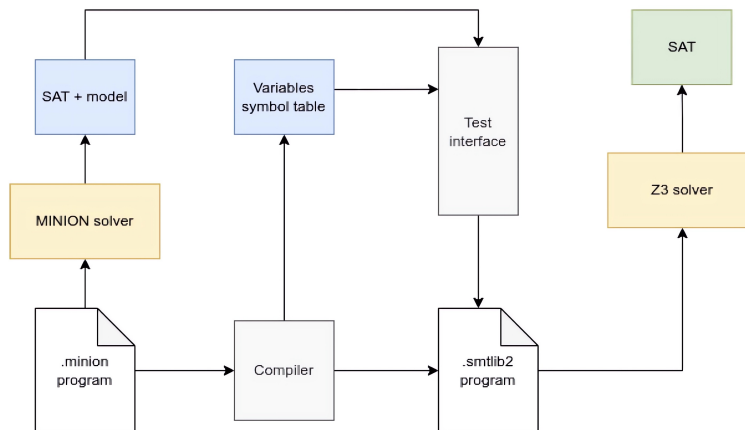 SAT
SAT + model
Variables
symbol table
Test
interface
Z3 solver
MINION solver
.minion
program
Compiler
.smtlib2
program